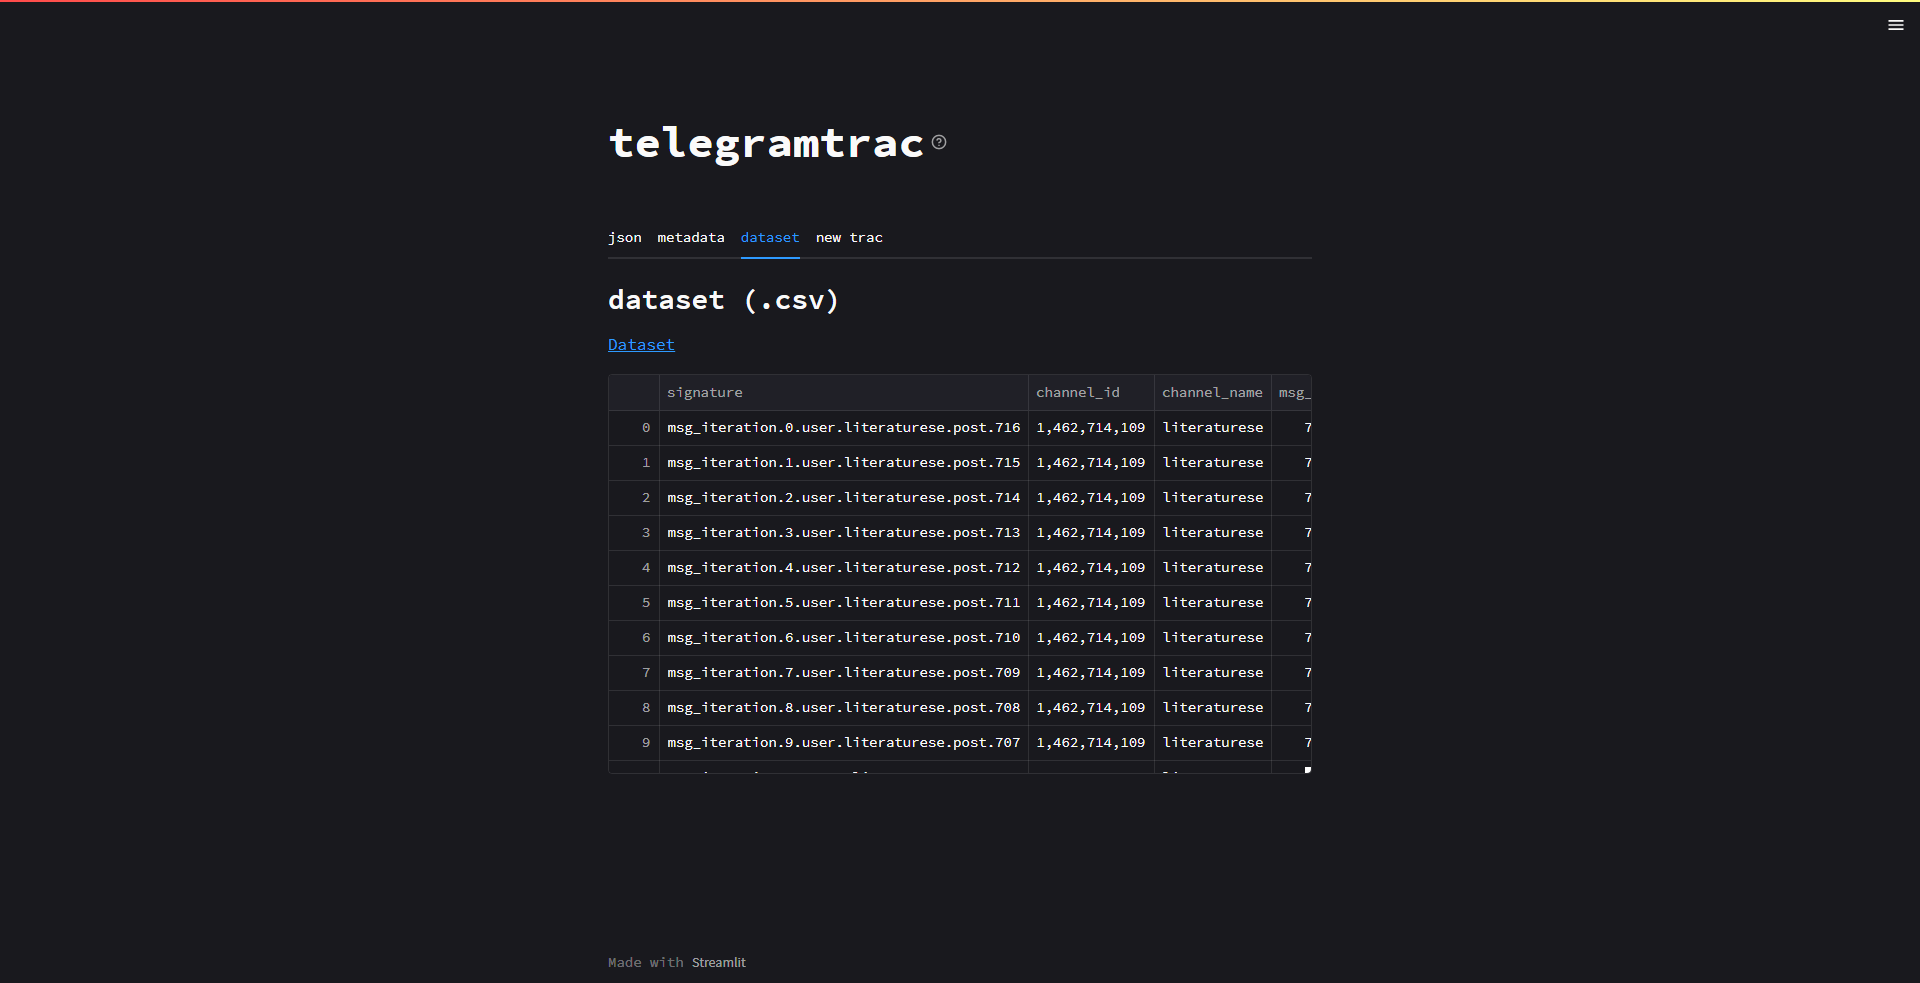 telegramtrac
json metadata dataset new trac
dataset (.csv)
Dataset
signature channel_id channel_name msg_
0 msg_iteration.0.user.literaturese.post.716 1,462,714,109 literaturese 7
1 msg_iteration.1.user.literaturese.post.715 1,462,714,109 literaturese 7
2 msg_iteration.2.user.literaturese.post.714 1,462,714,109 literaturese 7
3 msg_iteration.3.user.literaturese.post.713 1,462,714,109 literaturese 7
4 msg_iteration.4.user.literaturese.post.712 1,462,714,109 literaturese 7
5 msg_iteration.5.user.literaturese.post.711 1,462,714,109 literaturese 7
6 msg_iteration.6.user.literaturese.post.710 1,462,714,109 literaturese 7
7 msg_iteration.7.user.literaturese.post.709 1,462,714,109 literaturese 7
8 msg_iteration.8.user.literaturese.post.708 1,462,714,109 literaturese 7
9 msg_iteration.9.user.literaturese.post.707 1,462,714,109 literaturese 7
Made with Streamlit